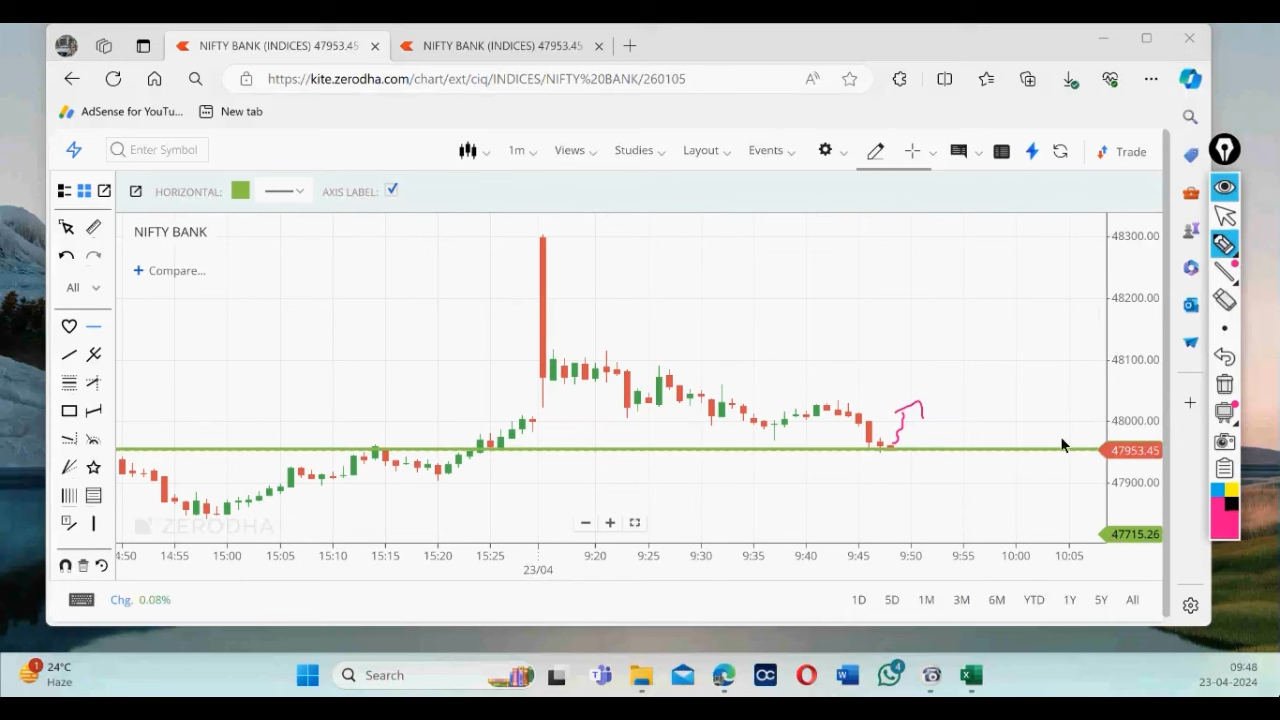 NIFTY BANK (INDICES) 47953.45
NIFTY BANK (INDICES) 47953.45
https://kite.zerodha.com/chart/ext/ciq/INDICES/NIFTY%20BANK/260105
AdSense for YouTu...
New tab
Enter Symbol
1m
Views
Studies
Layout
Events
Trade
HORIZONTAL:
AXIS LABEL:
NIFTY BANK
+ Compare...
All
48300.00
48200.00
48100.00
48000.00
47953.45
47900.00
47715.26
ZERODHA
4:50 14:55 15:00 15:05 15:10 15:15 15:20 15:25 9:20 9:25 9:30 9:35 9:40 9:45 9:50 9:55 10:00 10:05
23/04
Chg. 0.08%
1D 5D 1M 3M 6M YTD 1Y 5Y All
1
24°C
Haze
Search
OC
4
09:48
23-04-2024